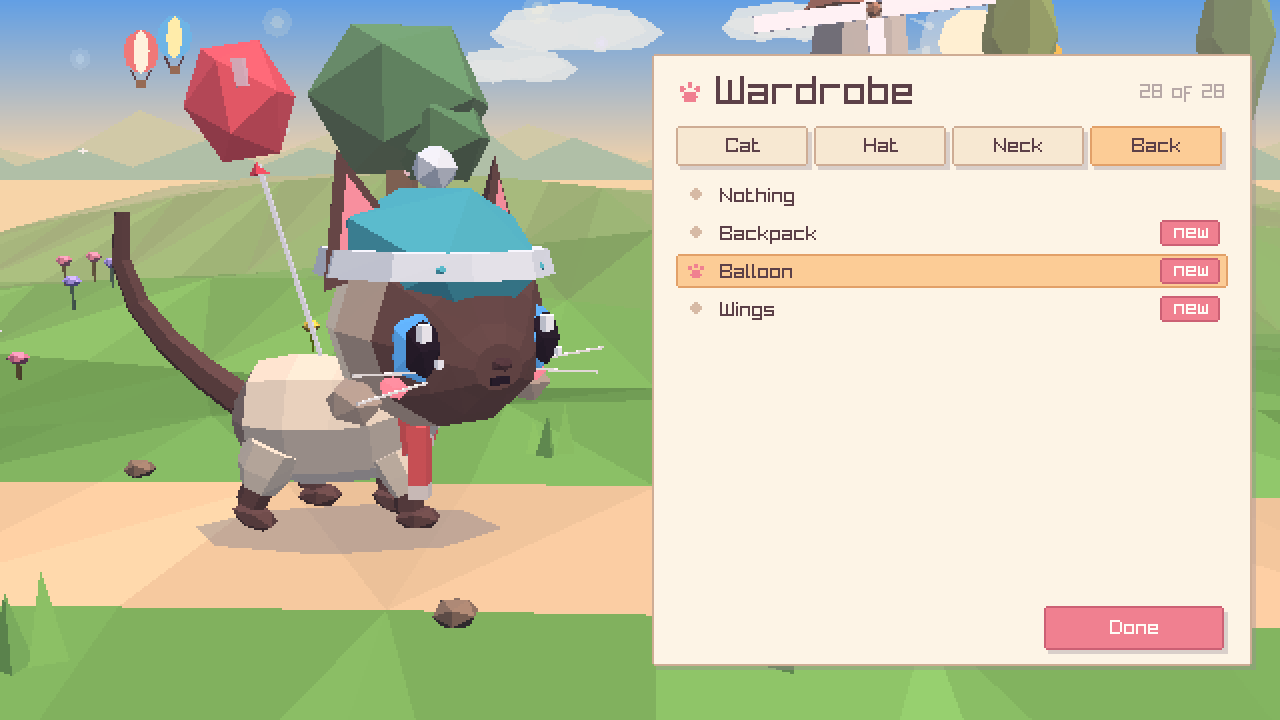 Wardrobe
28 of 28
Cat
Hat
Neck
Back
Nothing
Backpack new
Balloon new
Wings new
Done